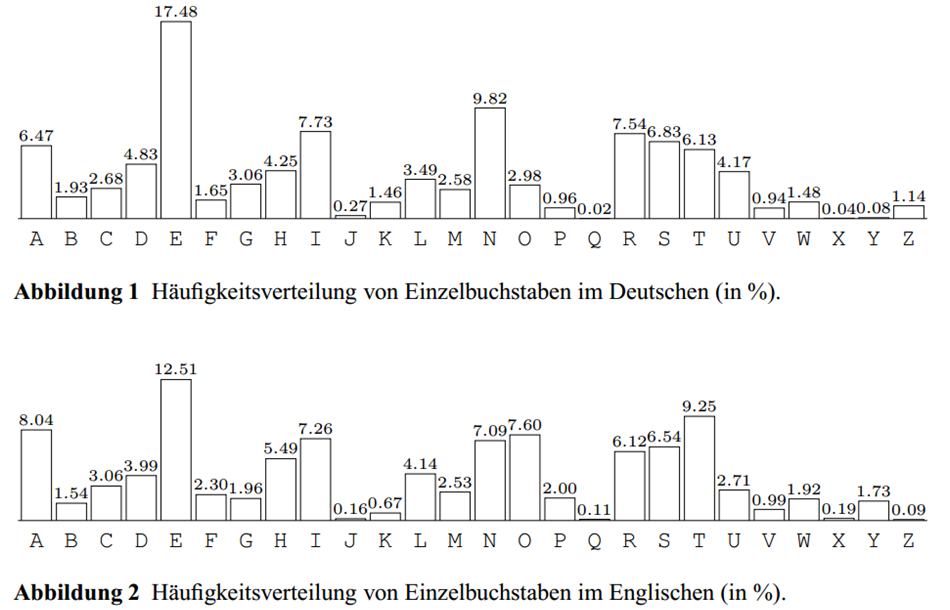 17.48
9.82
6.47 4.83 7.73 7.54 6.83 6.13
1.93 2.68 1.65 3.06 4.25 0.27 1.46 3.49 2.58 2.98 0.96 0.02 4.17 0.94 1.48 0.04 0.08 1.14
A B C D E F G H I J K L M N O P Q R S T U V W X Y Z
Abbildung 1 Häufigkeitsverteilung von Einzelbuchstaben im Deutschen (in %).
12.51
8.04 7.26 7.09 7.60 9.25
1.54 3.06 3.99 2.30 1.96 5.49 0.16 0.67 4.14 2.53 2.00 0.11 6.12 6.54 2.71 0.99 1.92 0.19 1.73 0.09
A B C D E F G H I J K L M N O P Q R S T U V W X Y Z
Abbildung 2 Häufigkeitsverteilung von Einzelbuchstaben im Englischen (in %).